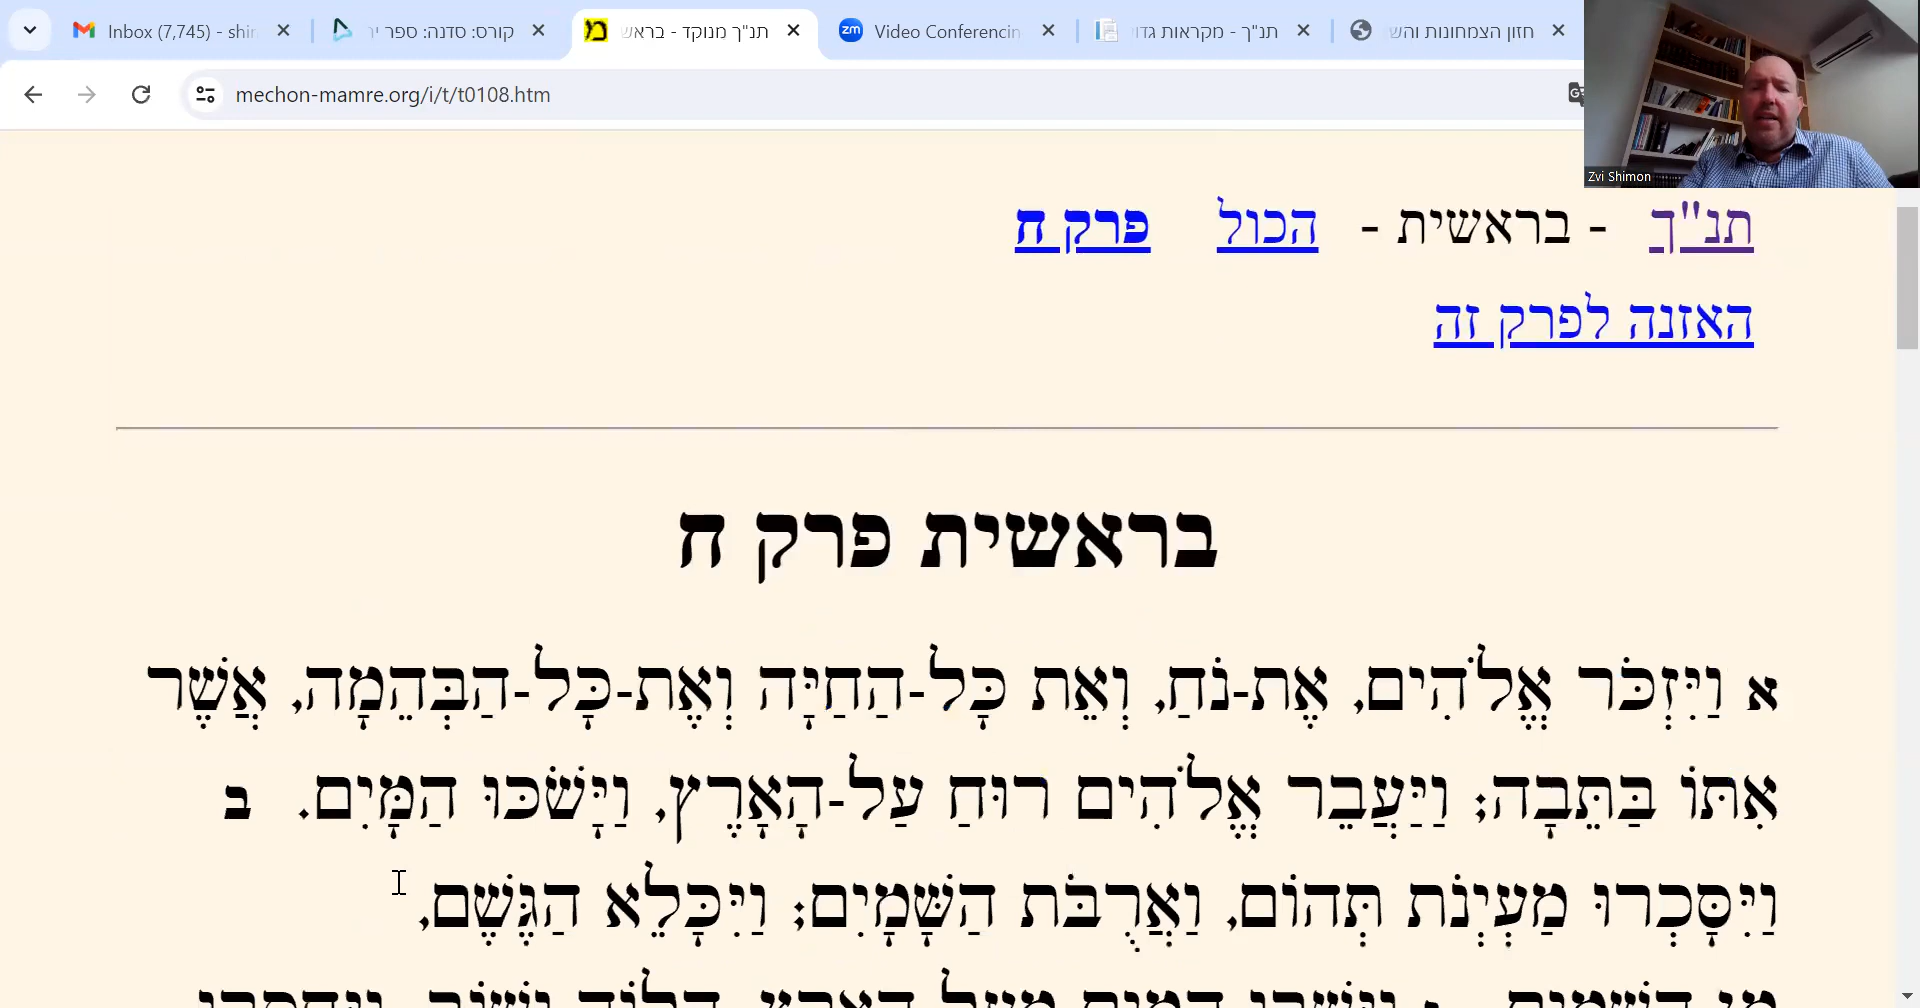 Inbox (7,745) - shir
קורס: סדנה: ספר יר
תנ"ך מנוקד - בראש
Video Conferencin
תנ"ך - מקראות גדו
חזון הצמחונות והש
mechon-mamre.org/i/t/t0108.htm
Zvi Shimon
תנ"ך - בראשית - הכול פרק ח
האזנה לפרק זה
בראשית פרק ח
א וַיִּזְכֹּר אֱלֹהִים, אֶת-נֹחַ, וְאֵת כָּל-הַחַיָּה וְאֶת-כָּל-הַבְּהֵמָה, אֲשֶׁר
אִתּוֹ בַּתֵּבָה; וַיַּעֲבֵר אֱלֹהִים רוּחַ עַל-הָאָרֶץ, וַיָּשֹׁכּוּ הַמָּיִם. ב
וַיִּסָּכְרוּ מַעְיְנֹת תְּהוֹם, וַאֲרֻבֹּת הַשָּׁמָיִם; וַיִּכָּלֵא הַגֶּשֶׁם,